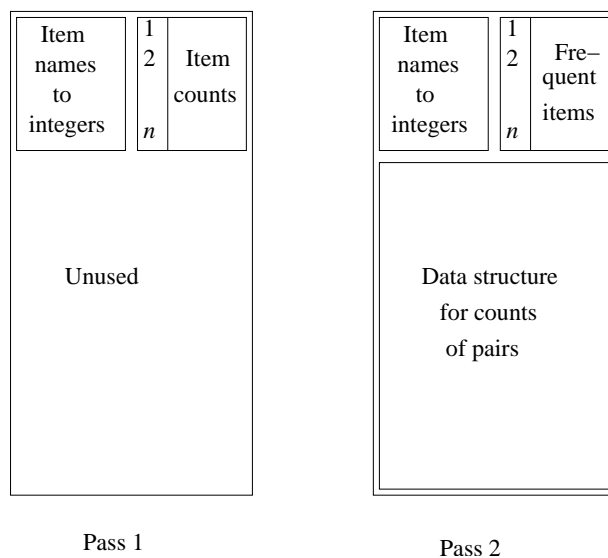 Item
names
to
integers
1
2
n
Item
counts
Unused
Pass 1
Item
names
to
integers
1
2
n
Fre–
quent
items
Data structure
for counts
of pairs
Pass 2